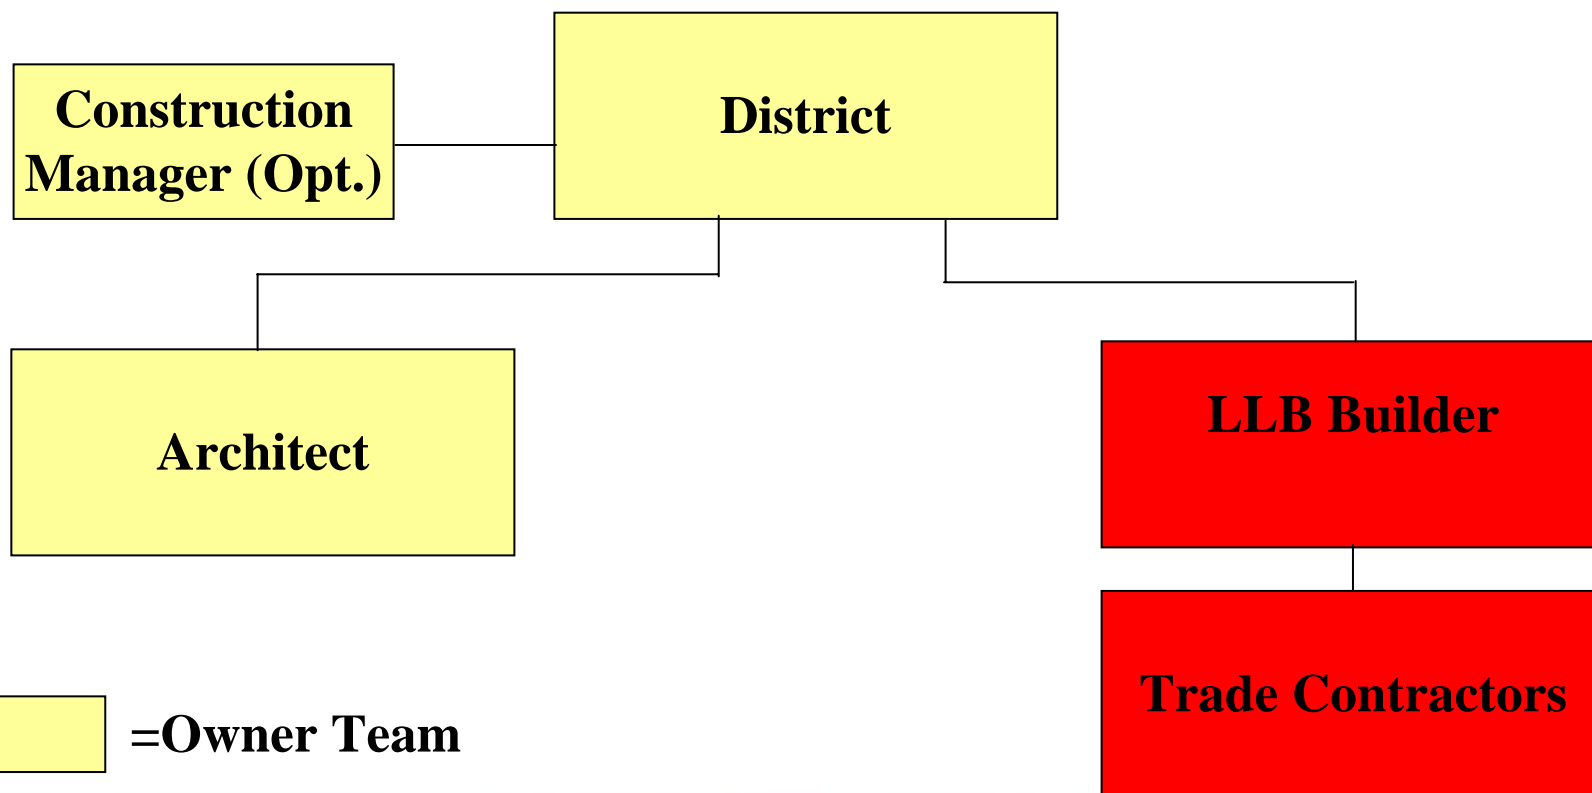 Construction
Manager (Opt.)
District
Architect
LLB Builder
Trade Contractors
=Owner Team